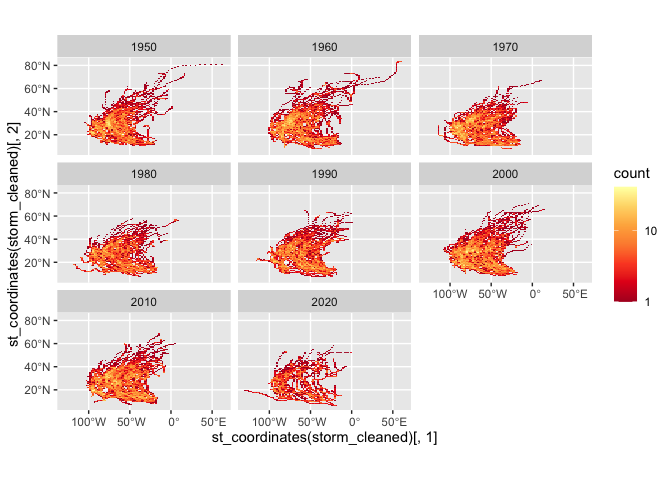 1950 1960 1970
80°N
60°N
40°N
20°N
1980 1990 2000
80°N
60°N
40°N
20°N
100°W 50°W 0° 50°E
2010 2020
80°N
60°N
40°N
20°N
100°W 50°W 0° 50°E 100°W 50°W 0° 50°E
st_coordinates(storm_cleaned)[, 1]
st_coordinates(storm_cleaned)[, 2]
count
10
1